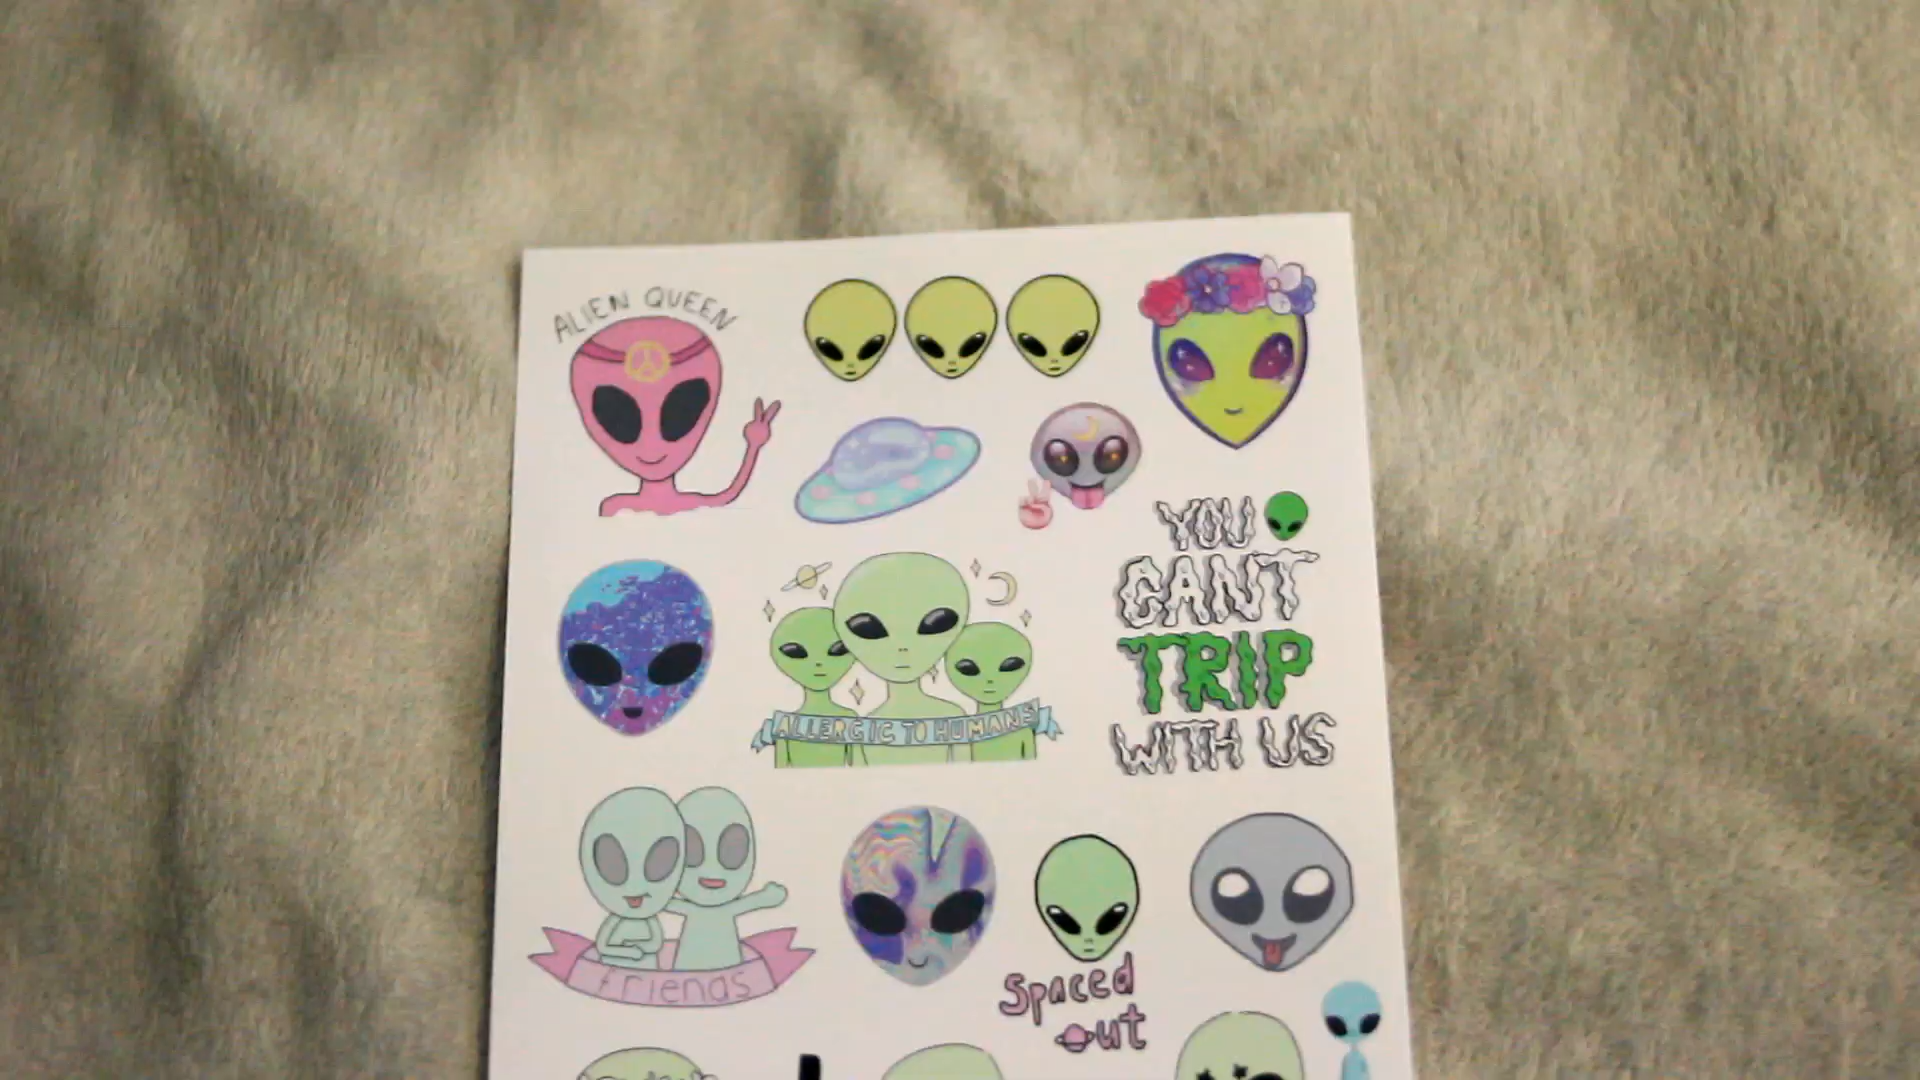 ALIEN QUEEN
YOU
CANT
TRIP
WITH US
ALLERGIC TO HUMANS
friends
Spaced
out